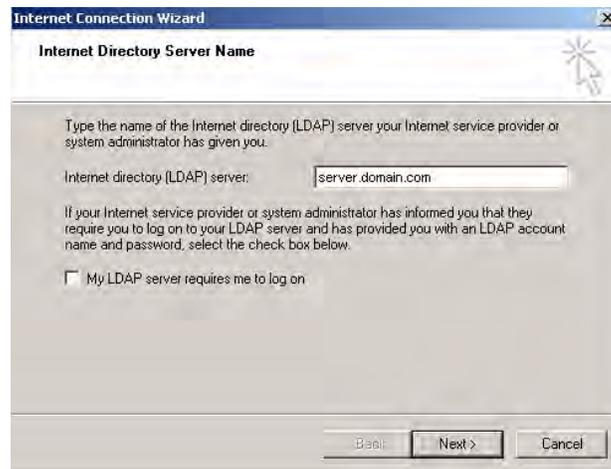 Internet Connection Wizard
Internet Directory Server Name
Type the name of the Internet directory (LDAP) server your Internet service provider or
system administrator has given you.
Internet directory (LDAP) server: server.domain.com
If your Internet service provider or system administrator has informed you that they
require you to log on to your LDAP server and has provided you with an LDAP account
name and password, select the check box below.
My LDAP server requires me to log on
Back Next > Cancel